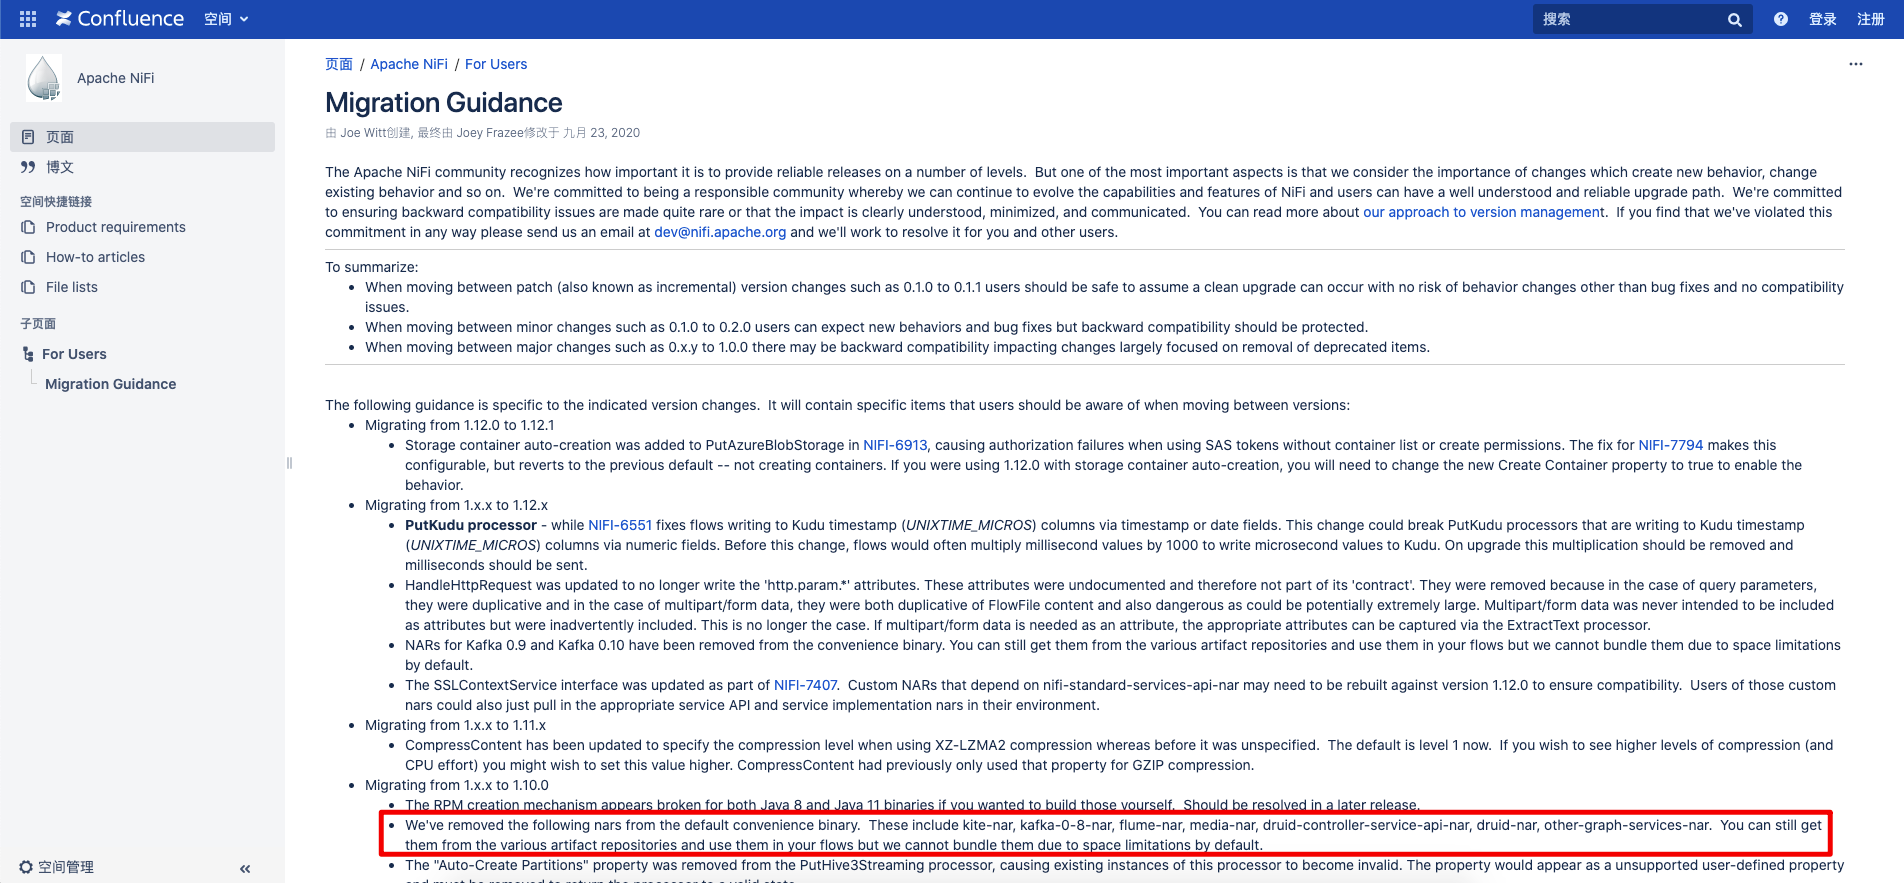 Confluence 空间
搜索
登录 注册
Apache NiFi
页面
博文
空间快捷链接
Product requirements
How-to articles
File lists
子页面
For Users
Migration Guidance
空间管理
页面 / Apache NiFi / For Users
Migration Guidance
由 Joe Witt创建, 最终由 Joey Frazee修改于 九月 23, 2020
The Apache NiFi community recognizes how important it is to provide reliable releases on a number of levels.  But one of the most important aspects is that we consider the importance of changes which create new behavior, change
existing behavior and so on.  We're committed to being a responsible community whereby we can continue to evolve the capabilities and features of NiFi and users can have a well understood and reliable upgrade path.  We're committed
to ensuring backward compatibility issues are made quite rare or that the impact is clearly understood, minimized, and communicated.  You can read more about our approach to version management.  If you find that we've violated this
commitment in any way please send us an email at dev@nifi.apache.org and we'll work to resolve it for you and other users.
To summarize:
• When moving between patch (also known as incremental) version changes such as 0.1.0 to 0.1.1 users should be safe to assume a clean upgrade can occur with no risk of behavior changes other than bug fixes and no compatibility
issues.
• When moving between minor changes such as 0.1.0 to 0.2.0 users can expect new behaviors and bug fixes but backward compatibility should be protected.
• When moving between major changes such as 0.x.y to 1.0.0 there may be backward compatibility impacting changes largely focused on removal of deprecated items.
The following guidance is specific to the indicated version changes.  It will contain specific items that users should be aware of when moving between versions:
• Migrating from 1.12.0 to 1.12.1
• Storage container auto-creation was added to PutAzureBlobStorage in NIFI-6913, causing authorization failures when using SAS tokens without container list or create permissions. The fix for NIFI-7794 makes this
configurable, but reverts to the previous default -- not creating containers. If you were using 1.12.0 with storage container auto-creation, you will need to change the new Create Container property to true to enable the
behavior.
• Migrating from 1.x.x to 1.12.x
• PutKudu processor - while NIFI-6551 fixes flows writing to Kudu timestamp (UNIXTIME_MICROS) columns via timestamp or date fields. This change could break PutKudu processors that are writing to Kudu timestamp
(UNIXTIME_MICROS) columns via numeric fields. Before this change, flows would often multiply millisecond values by 1000 to write microsecond values to Kudu. On upgrade this multiplication should be removed and
milliseconds should be sent.
• HandleHttpRequest was updated to no longer write the 'http.param.*' attributes. These attributes were undocumented and therefore not part of its 'contract'. They were removed because in the case of query parameters,
they were duplicative and in the case of multipart/form data, they were both duplicative of FlowFile content and also dangerous as could be potentially extremely large. Multipart/form data was never intended to be included
as attributes but were inadvertently included. This is no longer the case. If multipart/form data is needed as an attribute, the appropriate attributes can be captured via the ExtractText processor.
• NARs for Kafka 0.9 and Kafka 0.10 have been removed from the convenience binary. You can still get them from the various artifact repositories and use them in your flows but we cannot bundle them due to space limitations
by default.
• The SSLContextService interface was updated as part of NIFI-7407.  Custom NARs that depend on nifi-standard-services-api-nar may need to be rebuilt against version 1.12.0 to ensure compatibility.  Users of those custom
nars could also just pull in the appropriate service API and service implementation nars in their environment.
• Migrating from 1.x.x to 1.11.x
• CompressContent has been updated to specify the compression level when using XZ-LZMA2 compression whereas before it was unspecified.  The default is level 1 now.  If you wish to see higher levels of compression (and
CPU effort) you might wish to set this value higher. CompressContent had previously only used that property for GZIP compression.
• Migrating from 1.x.x to 1.10.0
• The RPM creation mechanism appears broken for both Java 8 and Java 11 binaries if you wanted to build those yourself.  Should be resolved in a later release.
• We've removed the following nars from the default convenience binary.  These include kite-nar, kafka-0-8-nar, flume-nar, media-nar, druid-controller-service-api-nar, druid-nar, other-graph-services-nar.  You can still get
them from the various artifact repositories and use them in your flows but we cannot bundle them due to space limitations by default.
• The "Auto-Create Partitions" property was removed from the PutHive3Streaming processor, causing existing instances of this processor to become invalid. The property would appear as a unsupported user-defined property